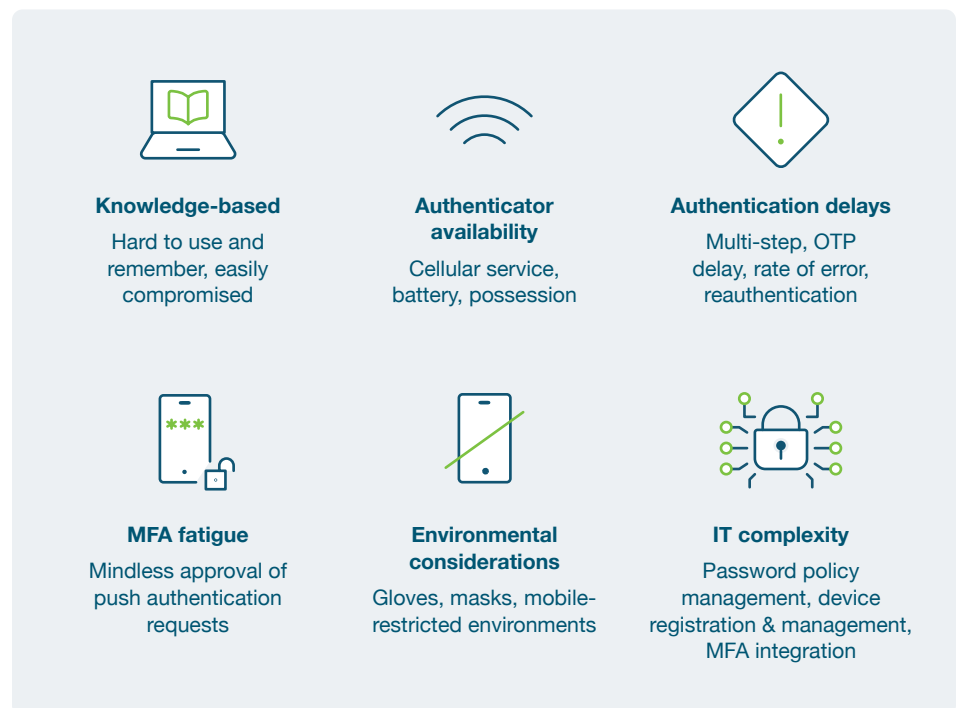 Knowledge-based
Hard to use and
remember, easily
compromised
Authenticator
availability
Cellular service,
battery, possession
Authentication delays
Multi-step, OTP
delay, rate of error,
reauthentication
***
MFA fatigue
Mindless approval of
push authentication
requests
Environmental
considerations
Gloves, masks, mobile-
restricted environments
IT complexity
Password policy
management, device
registration & management,
MFA integration